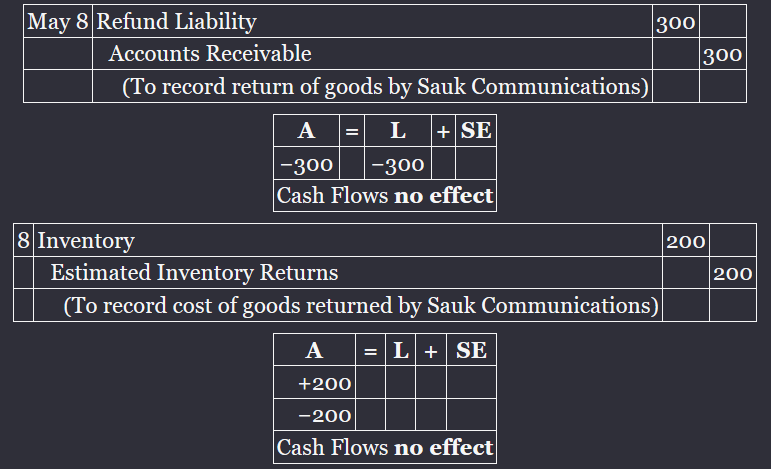 May 8 Refund Liability 300
Accounts Receivable 300
(To record return of goods by Sauk Communications)
A = L + SE
−300 −300
Cash Flows no effect
8 Inventory 200
Estimated Inventory Returns 200
(To record cost of goods returned by Sauk Communications)
A = L + SE
+200
−200
Cash Flows no effect